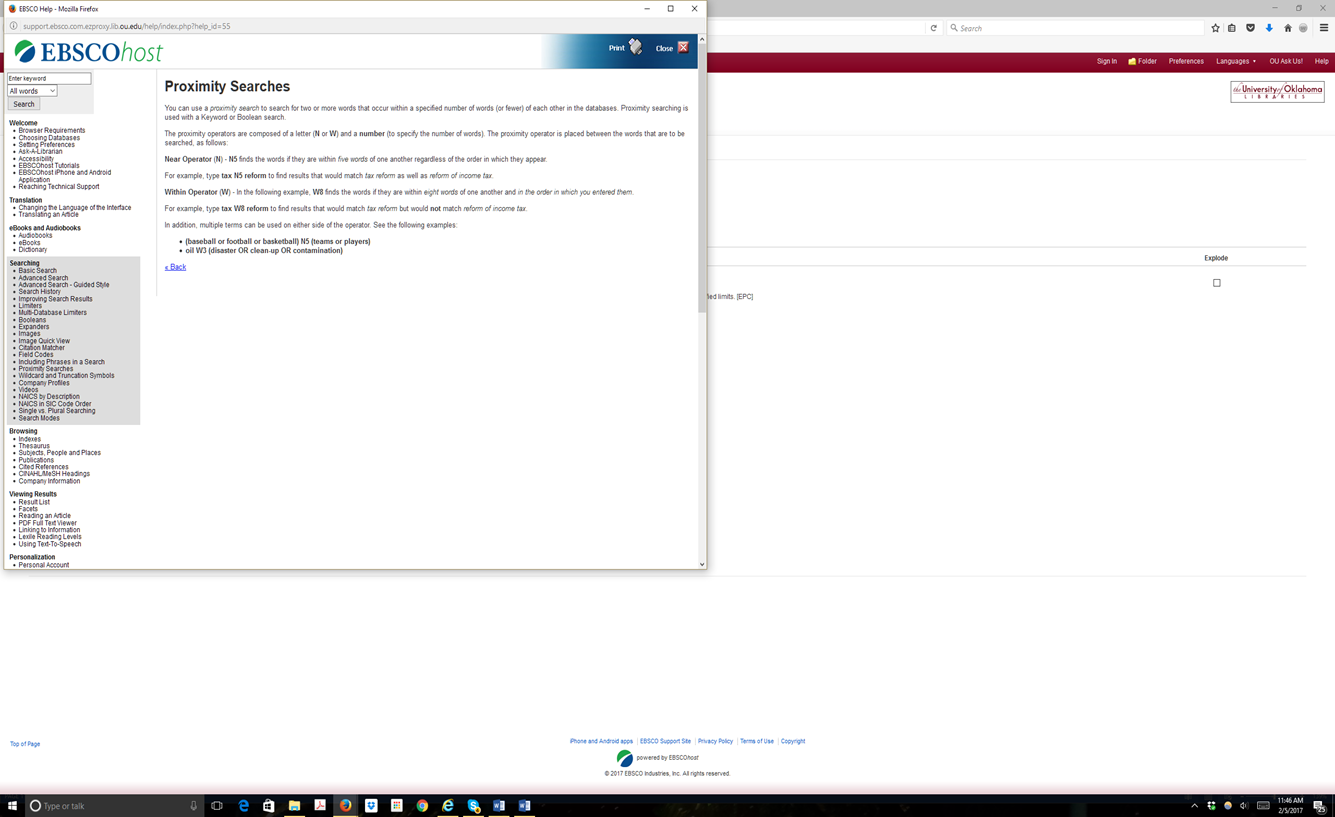 EBSCO Help - Mozilla Firefox
support.ebsco.com.ezproxy.lib.ou.edu/help/index.php?help_id=55
Search
EBSCOhost
Print
Close
Sign In
Folder
Preferences
Languages
OU Ask Us!
Help
the University of Oklahoma
LIBRARIES
Enter keyword
All words
Search
Welcome
Browser Requirements
Choosing Databases
Setting Preferences
Ask-A-Librarian
Accessibility
EBSCOhost Tutorials
EBSCOhost iPhone and Android
Application
Reaching Technical Support
Translation
Changing the Language of the Interface
Translating an Article
eBooks and Audiobooks
Audiobooks
eBooks
Dictionary
Searching
Basic Search
Advanced Search
Advanced Search - Guided Style
Search History
Improving Search Results
Limiters
Multi-Database Limiters
Booleans
Expanders
Images
Image Quick View
Citation Matcher
Field Codes
Including Phrases in a Search
Proximity Searches
Wildcard and Truncation Symbols
Company Profiles
Videos
NAICS by Description
NAICS in SIC Code Order
Single vs. Plural Searching
Search Modes
Browsing
Indexes
Thesaurus
Subjects, People and Places
Publications
Cited References
CINAHL/MeSH Headings
Company Information
Viewing Results
Result List
Facets
Reading an Article
PDF Full Text Viewer
Linking to Information
Lexile Reading Levels
Using Text-To-Speech
Personalization
Personal Account
Proximity Searches
You can use a proximity search to search for two or more words that occur within a specified number of words (or fewer) of each other in the databases. Proximity searching is
used with a Keyword or Boolean search.
The proximity operators are composed of a letter (N or W) and a number (to specify the number of words). The proximity operator is placed between the words that are to be
searched, as follows:
Near Operator (N) - N5 finds the words if they are within five words of one another regardless of the order in which they appear.
For example, type tax N5 reform to find results that would match tax reform as well as reform of income tax.
Within Operator (W) - In the following example, W8 finds the words if they are within eight words of one another and in the order in which you entered them.
For example, type tax W8 reform to find results that would match tax reform but would not match reform of income tax.
In addition, multiple terms can be used on either side of the operator. See the following examples:
(baseball or football or basketball) N5 (teams or players)
oil W3 (disaster OR clean-up OR contamination)
« Back
Explode
limits. [EPC]
Top of Page
iPhone and Android apps | EBSCO Support Site | Privacy Policy | Terms of Use | Copyright
powered by EBSCOhost
© 2017 EBSCO Industries, Inc. All rights reserved.
Type or talk
11:46 AM
2/5/2017
25